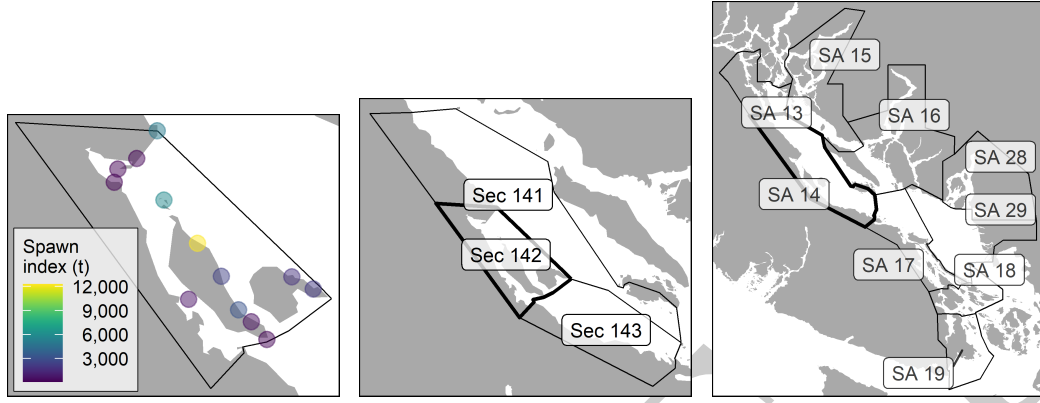 Spawn
index (t)
12,000
9,000
6,000
3,000
Sec 141
Sec 142
Sec 143
SA 15
SA 13
SA 16
SA 28
SA 14
SA 29
SA 17
SA 18
SA 19